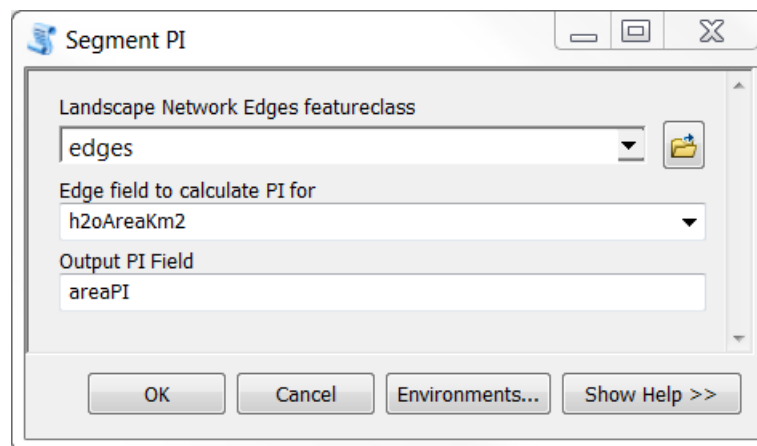 Segment PI
Landscape Network Edges featureclass
edges
Edge field to calculate PI for
h2oAreaKm2
Output PI Field
areaPI
OK Cancel Environments... Show Help >>